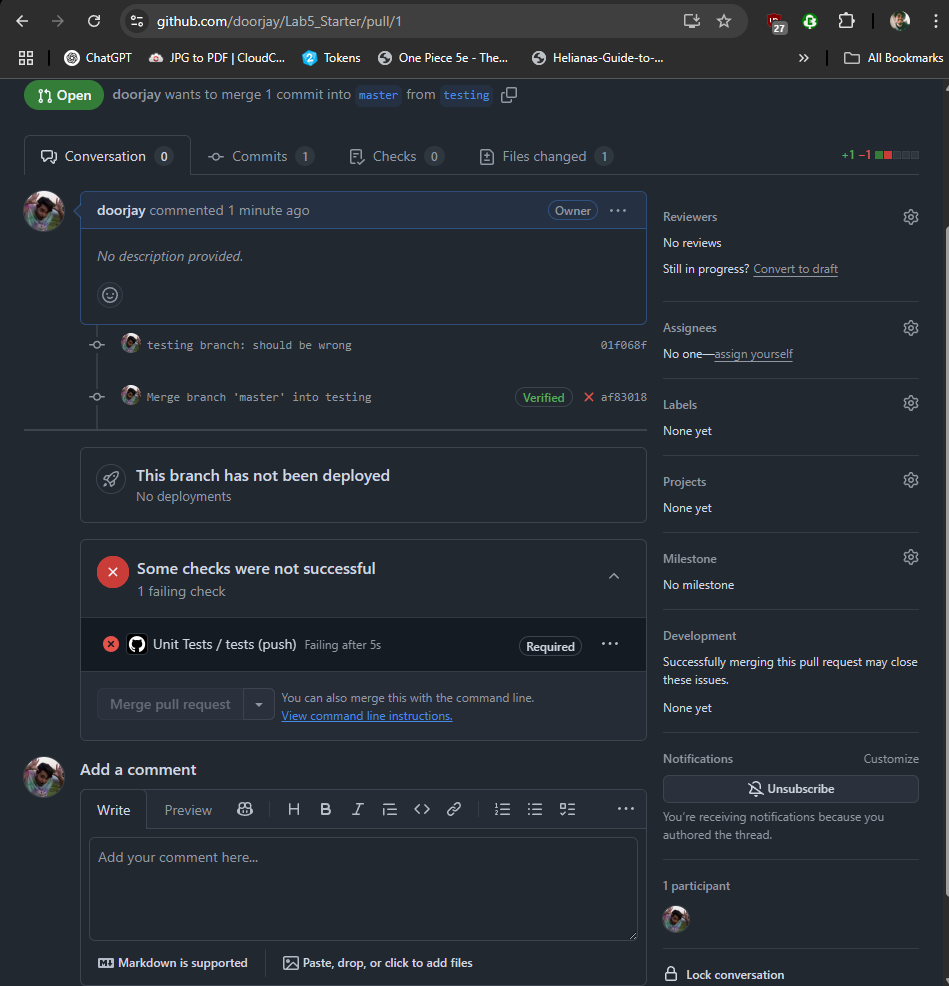 github.com/doorjay/Lab5_Starter/pull/1
27
ChatGPT
JPG to PDF | CloudC...
Tokens
One Piece 5e - The...
Helianas-Guide-to-...
»
All Bookmarks
Open
doorjay wants to merge 1 commit into master from testing
Conversation 0
Commits 1
Checks 0
Files changed 1
+1 −1
doorjay commented 1 minute ago
Owner
No description provided.
testing branch: should be wrong
01f068f
Merge branch 'master' into testing
Verified
af83018
This branch has not been deployed
No deployments
Some checks were not successful
1 failing check
Unit Tests / tests (push) Failing after 5s
Required
Merge pull request
You can also merge this with the command line.
View command line instructions.
Add a comment
Write
Preview
H B I
Add your comment here...
Markdown is supported
Paste, drop, or click to add files
Reviewers
No reviews
Still in progress? Convert to draft
Assignees
No one—assign yourself
Labels
None yet
Projects
None yet
Milestone
No milestone
Development
Successfully merging this pull request may close
these issues.
None yet
Notifications
Customize
Unsubscribe
You're receiving notifications because you
authored the thread.
1 participant
Lock conversation